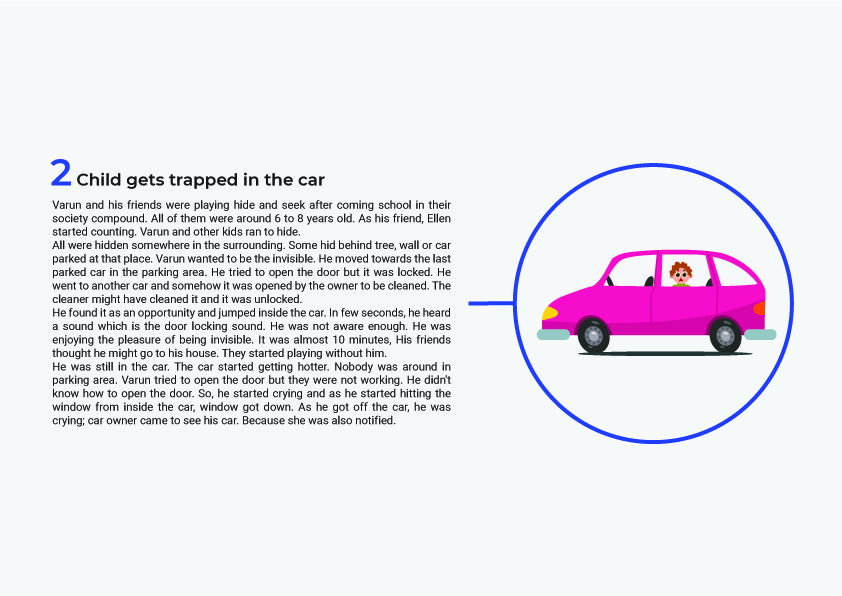 2 Child gets trapped in the car
Varun and his friends were playing hide and seek after coming school in their
society compound. All of them were around 6 to 8 years old. As his friend, Ellen
started counting. Varun and other kids ran to hide.
All were hidden somewhere in the surrounding. Some hid behind tree, wall or car
parked at that place. Varun wanted to be the invisible. He moved towards the last
parked car in the parking area. He tried to open the door but it was locked. He
went to another car and somehow it was opened by the owner to be cleaned. The
cleaner might have cleaned it and it was unlocked.
He found it as an opportunity and jumped inside the car. In few seconds, he heard
a sound which is the door locking sound. He was not aware enough. He was
enjoying the pleasure of being invisible. It was almost 10 minutes, His friends
thought he might go to his house. They started playing without him.
He was still in the car. The car started getting hotter. Nobody was around in
parking area. Varun tried to open the door but they were not working. He didn't
know how to open the door. So, he started crying and as he started hitting the
window from inside the car, window got down. As he got off the car, he was
crying; car owner came to see his car. Because she was also notified.